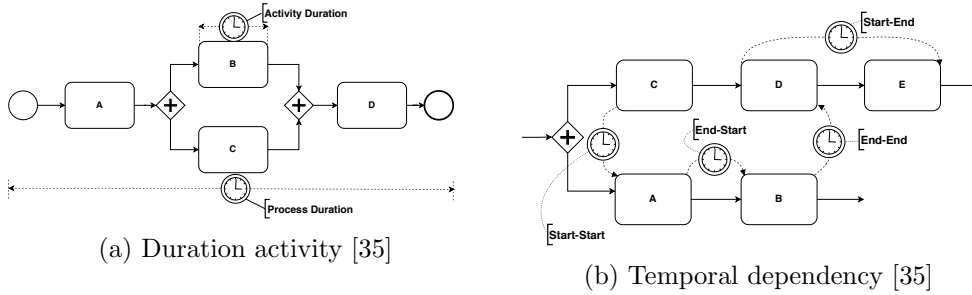 Activity Duration
B
A
D
C
Process Duration
(a) Duration activity [35]
Start-End
C
D
E
End-Start
End-End
A
B
Start-Start
(b) Temporal dependency [35]